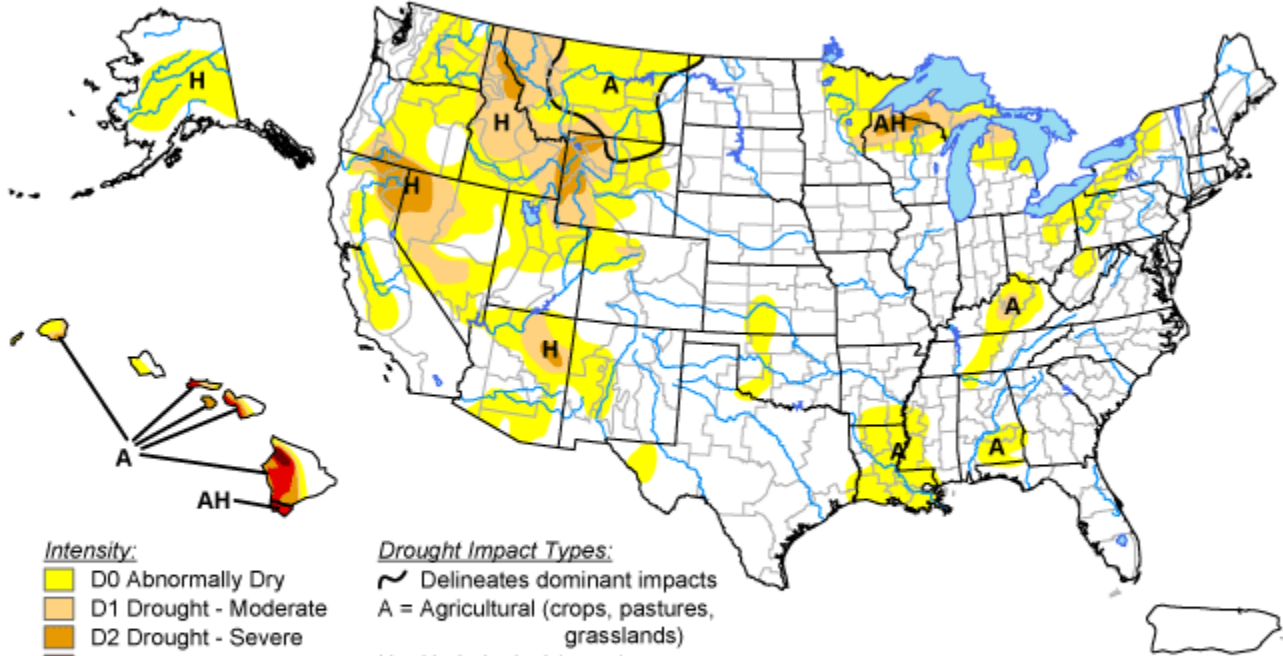 H
A
H
AH
H
H
A
A
A
A
A
AH
Intensity:
D0 Abnormally Dry
D1 Drought - Moderate
D2 Drought - Severe
Drought Impact Types:
Delineates dominant impacts
A = Agricultural (crops, pastures,
grasslands)